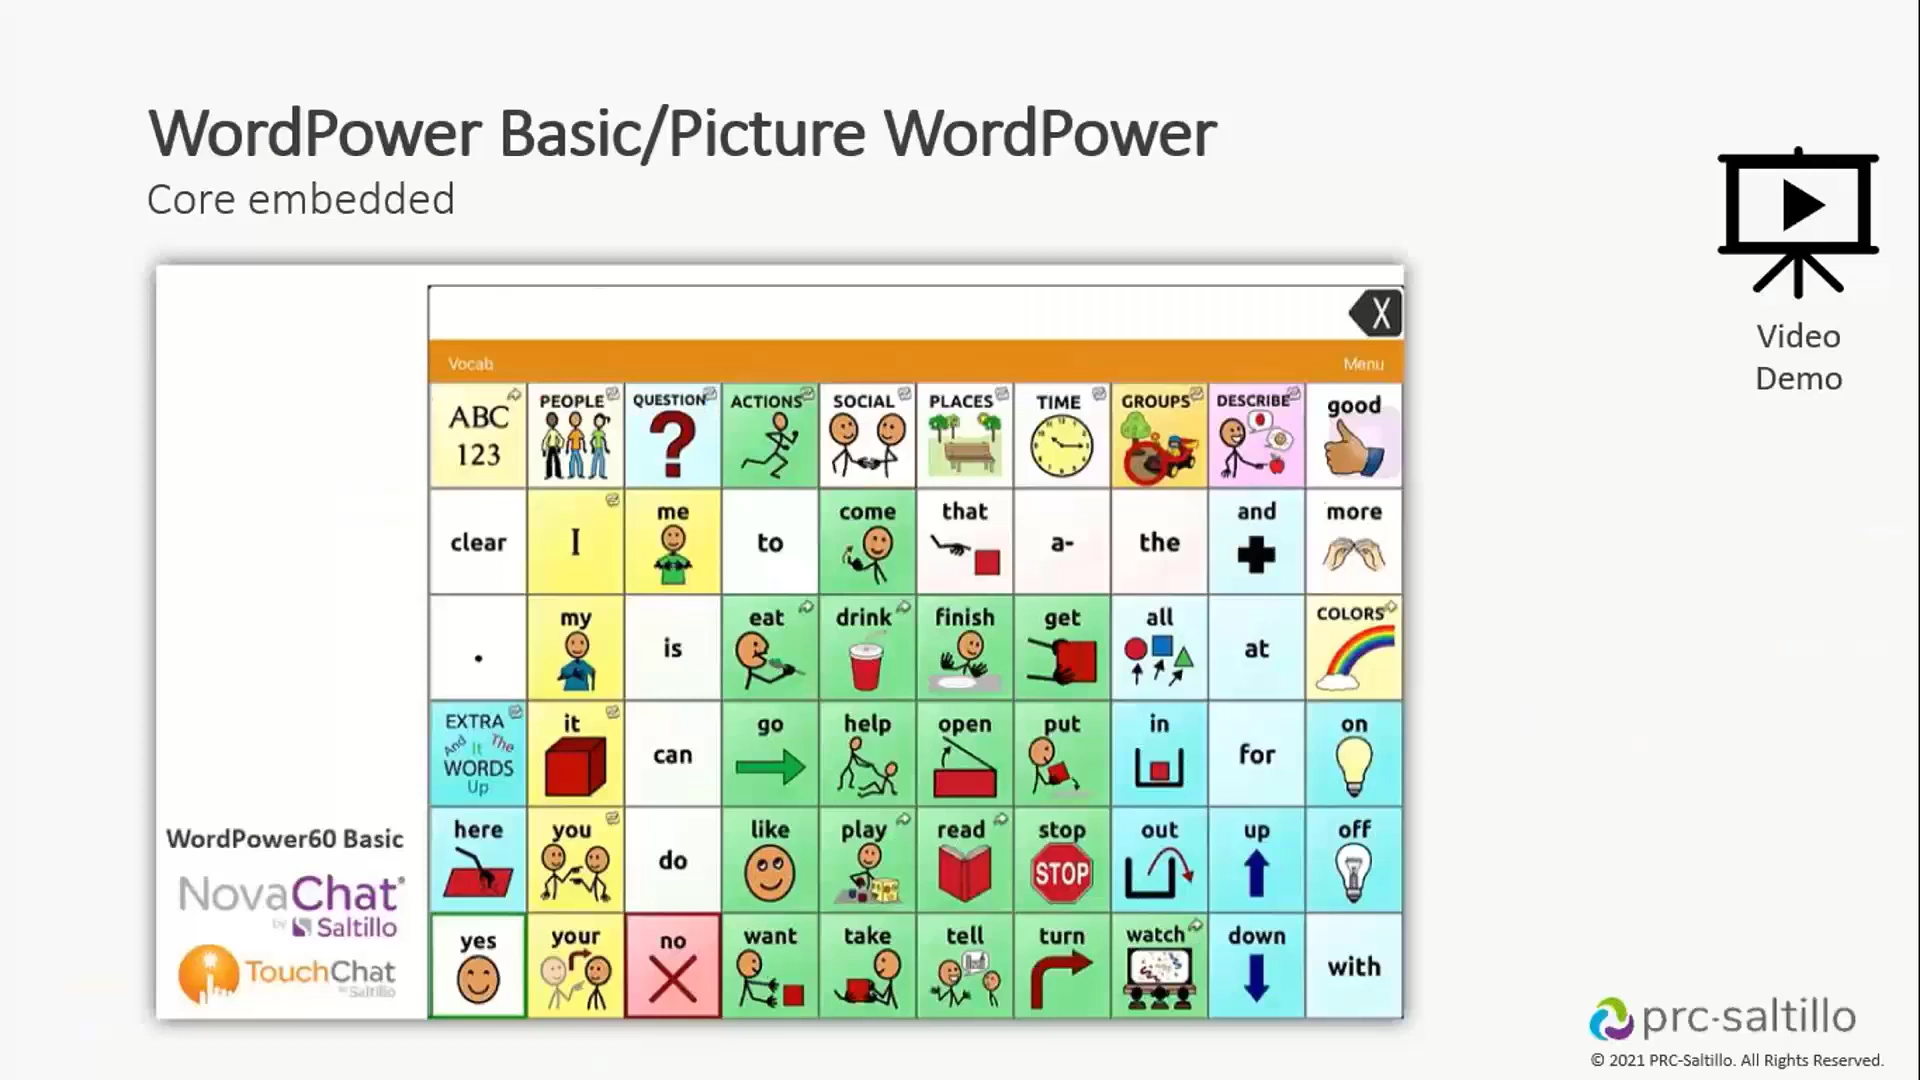 WordPower Basic/Picture WordPower
Core embedded
Video
Demo
X
Vocab Menu
ABC 123 PEOPLE QUESTION ? ACTIONS SOCIAL PLACES TIME GROUPS DESCRIBE good
clear I me to come that a- the and more
. my is eat drink finish get all at COLORS
EXTRA And It The WORDS Up it can go help open put in for on
here you do like play read stop STOP out up off
yes your no want take tell turn watch down with
WordPower60 Basic
NovaChat
by Saltillo
TouchChat
by Saltillo
prc-saltillo
© 2021 PRC-Saltillo. All Rights Reserved.